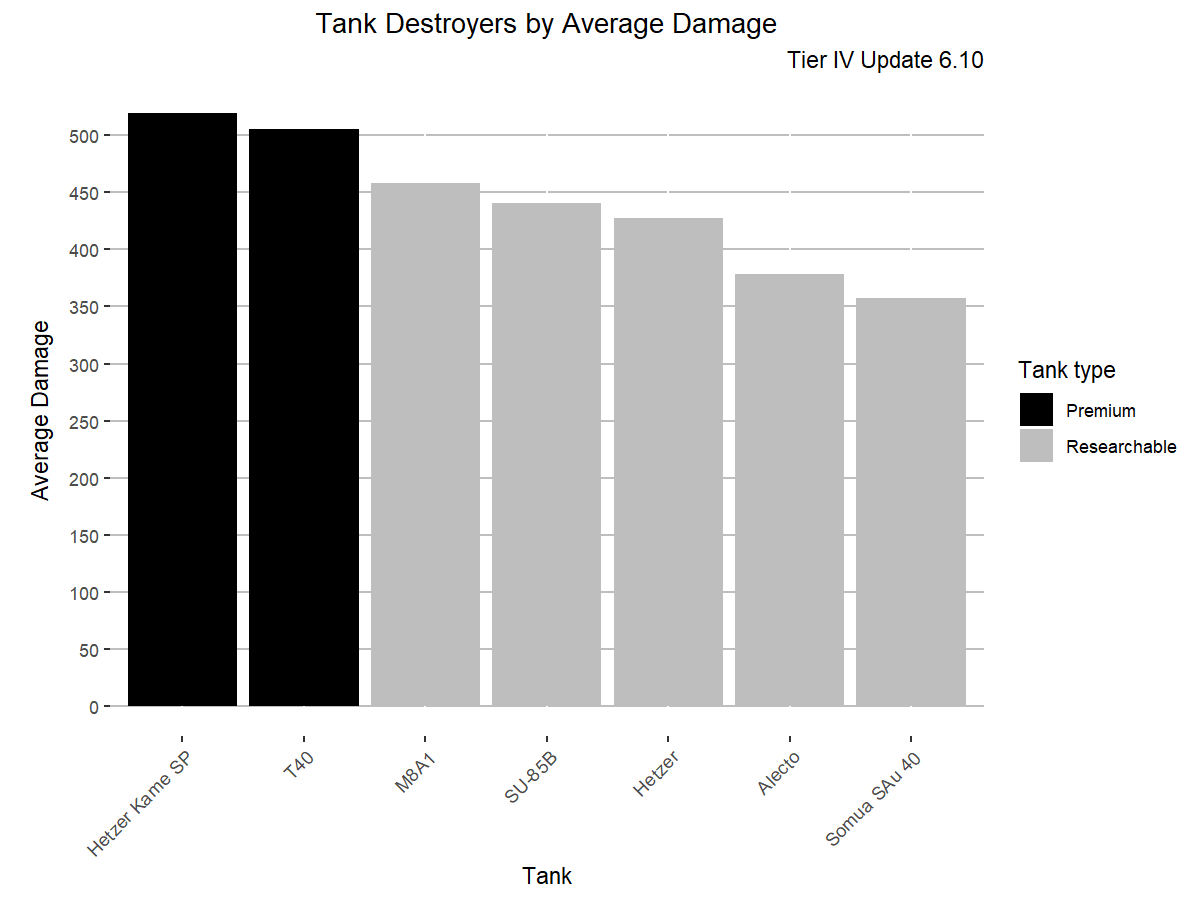 Tank Destroyers by Average Damage
Tier IV Update 6.10
Average Damage
500
450
400
350
300
250
200
150
100
50
0
Hetzer Kame SP
T40
M8A1
SU-85B
Hetzer
Alecto
Somua SAu 40
Tank
Tank type
Premium
Researchable